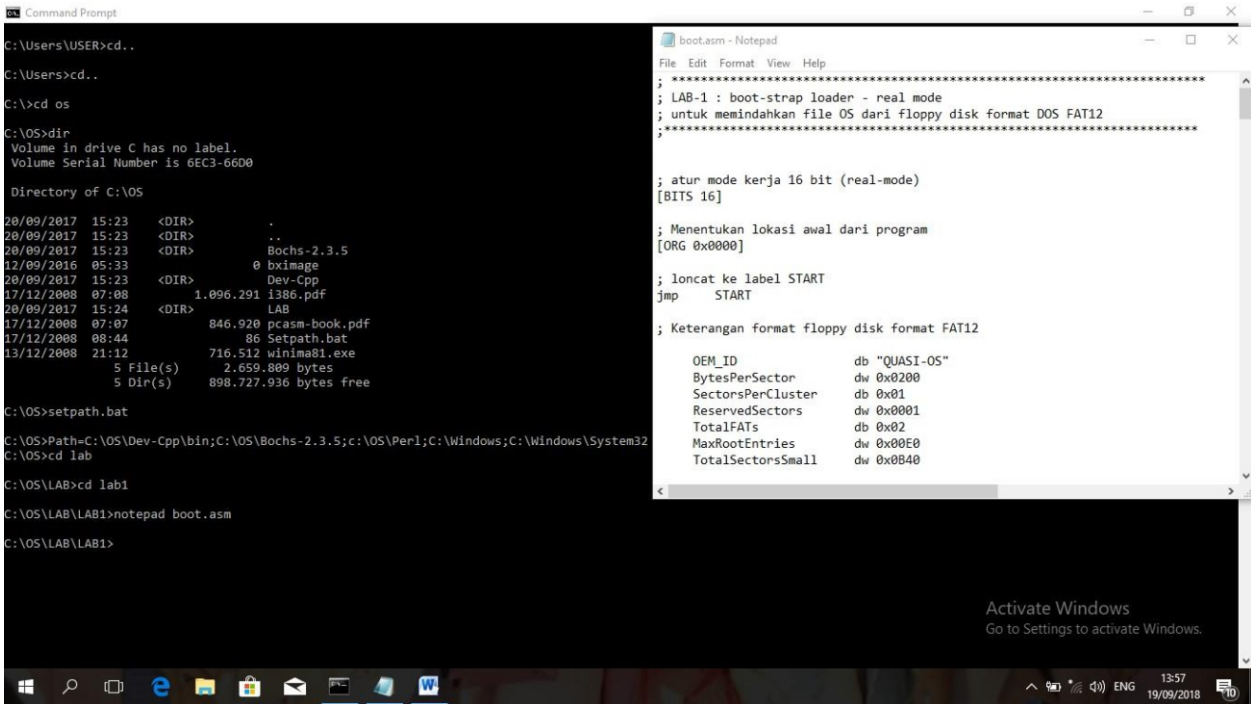 Command Prompt
C:\Users\USER>cd..
C:\Users>cd..
C:\>cd os
C:\OS>dir
Volume in drive C has no label.
Volume Serial Number is 6EC3-66D0
Directory of C:\OS
20/09/2017 15:23 <DIR> .
20/09/2017 15:23 <DIR> ..
20/09/2017 15:23 <DIR> Bochs-2.3.5
12/09/2016 05:33 0 bximage
20/09/2017 15:23 <DIR> Dev-Cpp
17/12/2008 07:08 1.096.291 i386.pdf
20/09/2017 15:24 <DIR> LAB
17/12/2008 07:07 846.920 pcasm-book.pdf
17/12/2008 08:44 86 Setpath.bat
13/12/2008 21:12 716.512 winima81.exe
5 File(s) 2.659.809 bytes
5 Dir(s) 898.727.936 bytes free
C:\OS>setpath.bat
C:\OS>Path=C:\OS\Dev-Cpp\bin;C:\OS\Bochs-2.3.5;c:\OS\Perl;C:\Windows;C:\Windows\System32
C:\OS>cd lab
C:\OS\LAB>cd lab1
C:\OS\LAB\LAB1>notepad boot.asm
C:\OS\LAB\LAB1>
boot.asm - Notepad
File Edit Format View Help
; *************************************************************************
; LAB-1 : boot-strap loader - real mode
; untuk memindahkan file OS dari floppy disk format DOS FAT12
;*************************************************************************
; atur mode kerja 16 bit (real-mode)
[BITS 16]
; Menentukan lokasi awal dari program
[ORG 0x0000]
; loncat ke label START
jmp START
; Keterangan format floppy disk format FAT12
OEM_ID db "QUASI-OS"
BytesPerSector dw 0x0200
SectorsPerCluster db 0x01
ReservedSectors dw 0x0001
TotalFATs db 0x02
MaxRootEntries dw 0x00E0
TotalSectorsSmall dw 0x0B40
Activate Windows
Go to Settings to activate Windows.
ENG
13:57
19/09/2018
10